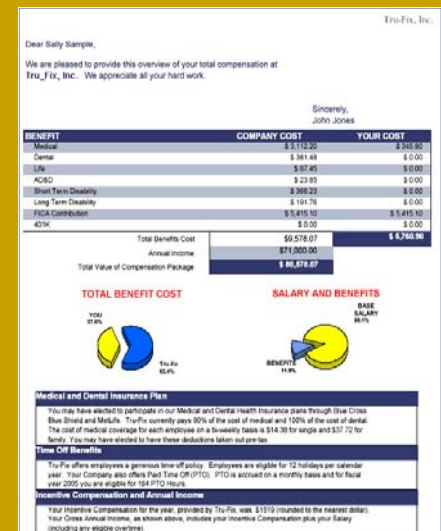 Tru-Fix, Inc.
Dear Sally Sample,
We are pleased to provide this overview of your total compensation at
Tru_Fix, Inc. We appreciate all your hard work.
Sincerely,
John Jones
BENEFIT COMPANY COST YOUR COST
Medical $ 3,112.20 $ 345.80
Dental $ 381.48 $ 0.00
Life $ 87.45 $ 0.00
AD&D $ 23.85 $ 0.00
Short Term Disability $ 366.23 $ 0.00
Long Term Disability $ 191.76 $ 0.00
FICA Contribution $ 5,415.10 $ 5,415.10
401K $ 0.00 $ 0.00
Total Benefits Cost $9,578.07 $ 5,760.90
Annual Income $71,000.00
Total Value of Compensation Package $ 80,578.07
TOTAL BENEFIT COST SALARY AND BENEFITS
YOU
37.6%
Tru-Fix
62.4%
BASE
SALARY
88.1%
BENEFITS
11.9%
Medical and Dental Insurance Plan
You may have elected to participate in our Medical and Dental Health Insurance plans through Blue Cross
Blue Shield and MetLife. Tru-Fix currently pays 90% of the cost of medical and 100% of the cost of dental.
The cost of medical coverage for each employee on a bi-weekly basis is $14.38 for single and $37.72 for
family. You may have elected to have these deductions taken out pre-tax.
Time Off Benefits
Tru-Fix offers employees a generous time-off policy. Employees are eligible for 12 holidays per calendar
year. Your Company also offers Paid Time Off (PTO). PTO is accrued on a monthly basis and for fiscal
year 2005 you are eligible for 184 PTO Hours.
Incentive Compensation and Annual Income
Your Incentive Compensation for the year, provided by Tru-Fix, was $1519 (rounded to the nearest dollar).
Your Gross Annual Income, as shown above, includes your Incentive Compensation plus your Salary
(including any eligible overtime).